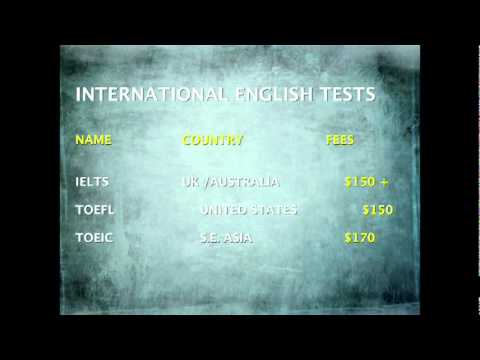 INTERNATIONAL ENGLISH TESTS
NAME COUNTRY FEES
IELTS UK /AUSTRALIA $150 +
TOEFL UNITED STATES $150
TOEIC S.E. ASIA $170